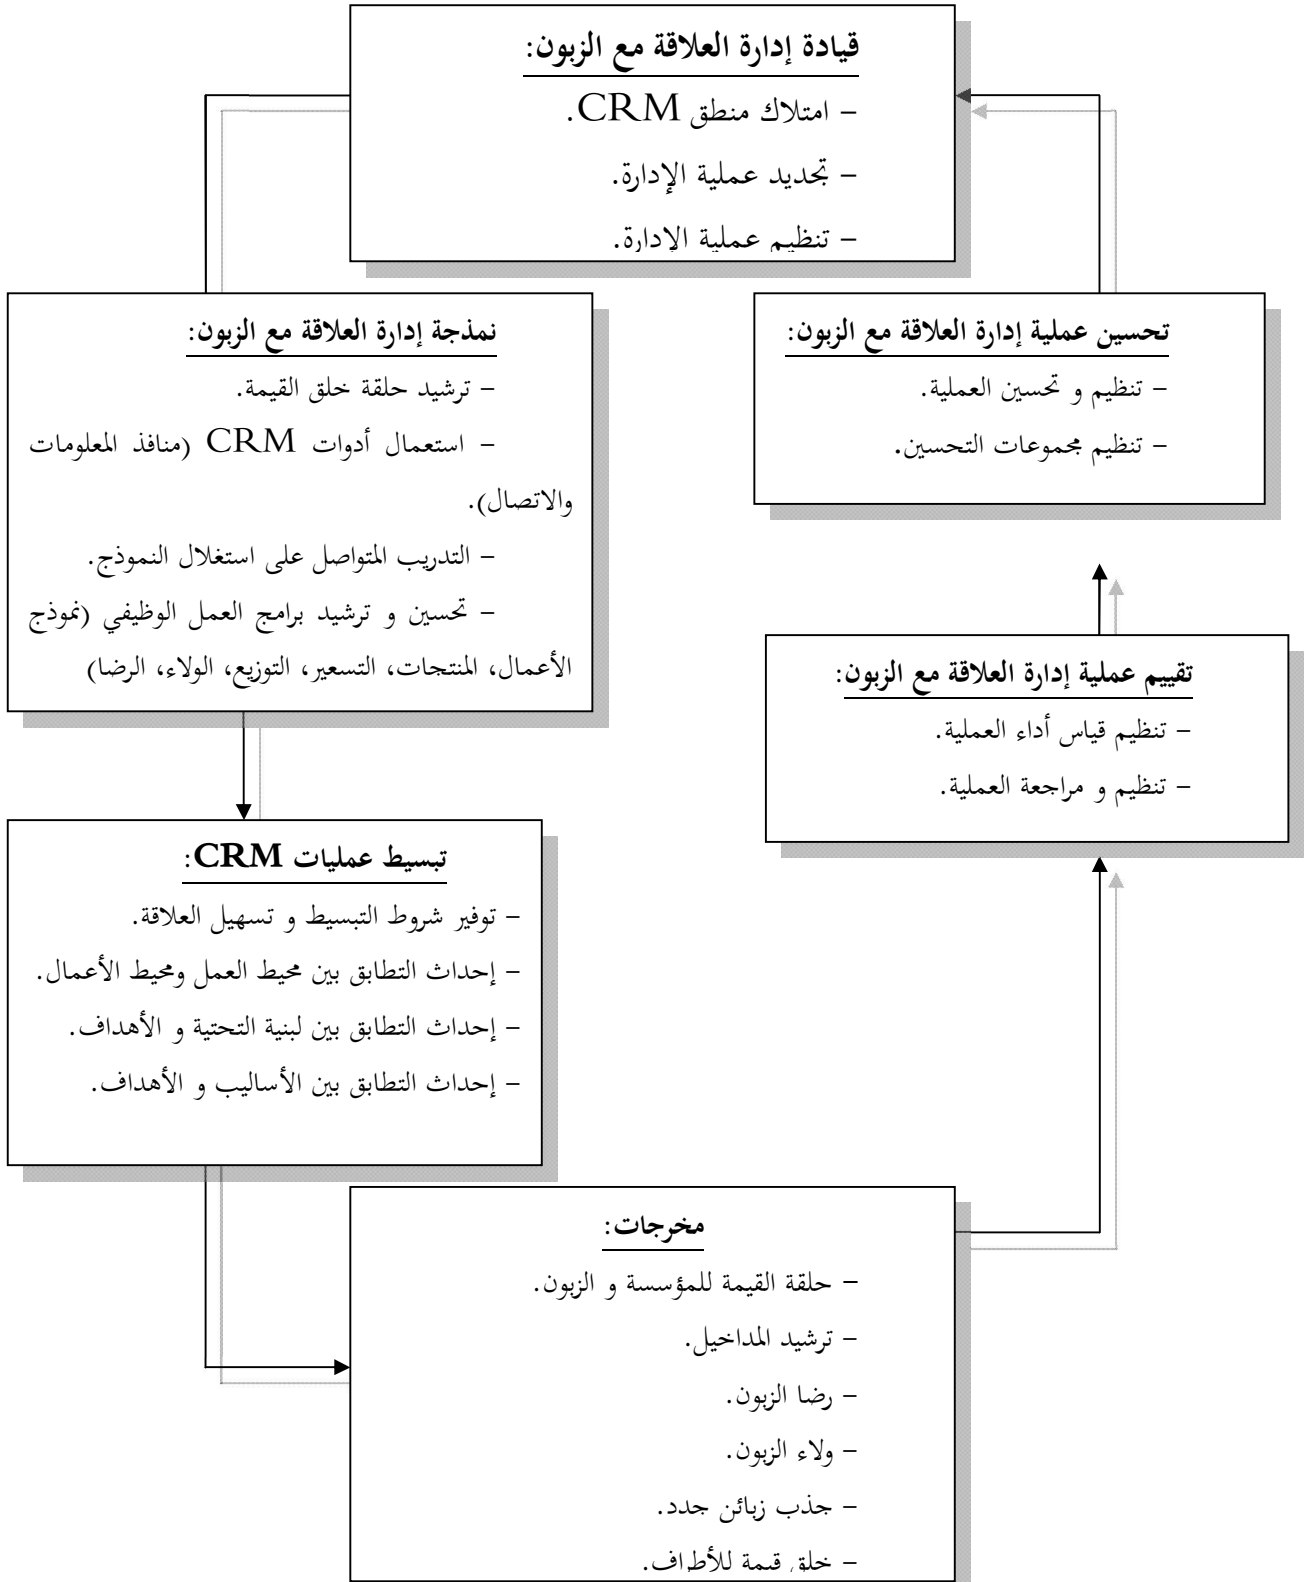 قيادة إدارة العلاقة مع الزبون:
- امتلاك منطق CRM.
- تجديد عملية الإدارة.
- تنظيم عملية الإدارة.
نمذجة إدارة العلاقة مع الزبون:
- ترشيد حلقة خلق القيمة.
- استعمال أدوات CRM (منافذ المعلومات
والاتصال).
- التدريب المتواصل على استغلال النموذج.
- تحسين و ترشيد برامج العمل الوظيفي (نموذج
الأعمال، المنتجات، التسعير، التوزيع، الولاء، الرضا)
تبسيط عمليات CRM:
- توفير شروط التبسيط و تسهيل العلاقة.
- إحداث التطابق بين محيط العمل ومحيط الأعمال.
- إحداث التطابق بين لبنية التحتية و الأهداف.
- إحداث التطابق بين الأساليب و الأهداف.
مخرجات:
- حلقة القيمة للمؤسسة و الزبون.
- ترشيد المداخيل.
- رضا الزبون.
- ولاء الزبون.
- جذب زبائن جدد.
- خلق قيمة للأطراف.
تقييم عملية إدارة العلاقة مع الزبون:
- تنظيم قياس أداء العملية.
- تنظيم و مراجعة العملية.
تحسين عملية إدارة العلاقة مع الزبون:
- تنظيم و تحسين العملية.
- تنظيم مجموعات التحسين.